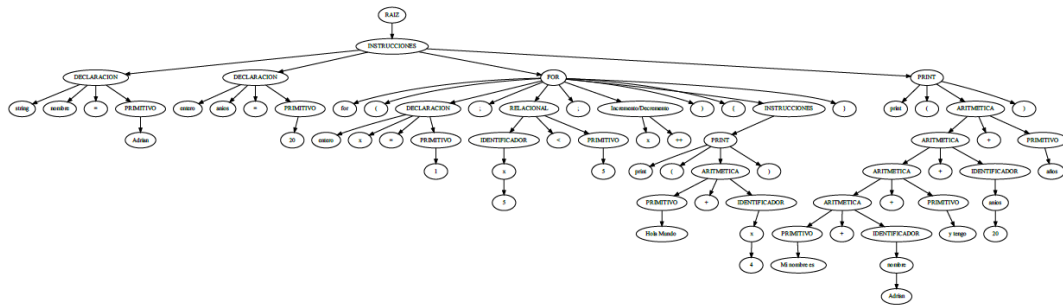 RAIZ
INSTRUCCIONES
DECLARACION DECLARACION FOR PRINT
string nombre = PRIMITIVO entero anios = PRIMITIVO for ( DECLARACION ; RELACIONAL ; Incremento/Decremento ) { INSTRUCCIONES } print ( ARITMETICA )
Adrian 20 entero x = PRIMITIVO IDENTIFICADOR < PRIMITIVO x ++ PRINT ARITMETICA + PRIMITIVO
1 x 5 print ( ARITMETICA ) ARITMETICA + IDENTIFICADOR años
5 PRIMITIVO + IDENTIFICADOR ARITMETICA + PRIMITIVO anios
Hola Mundo x PRIMITIVO + IDENTIFICADOR y tengo 20
4 Mi nombre es nombre
Adrian